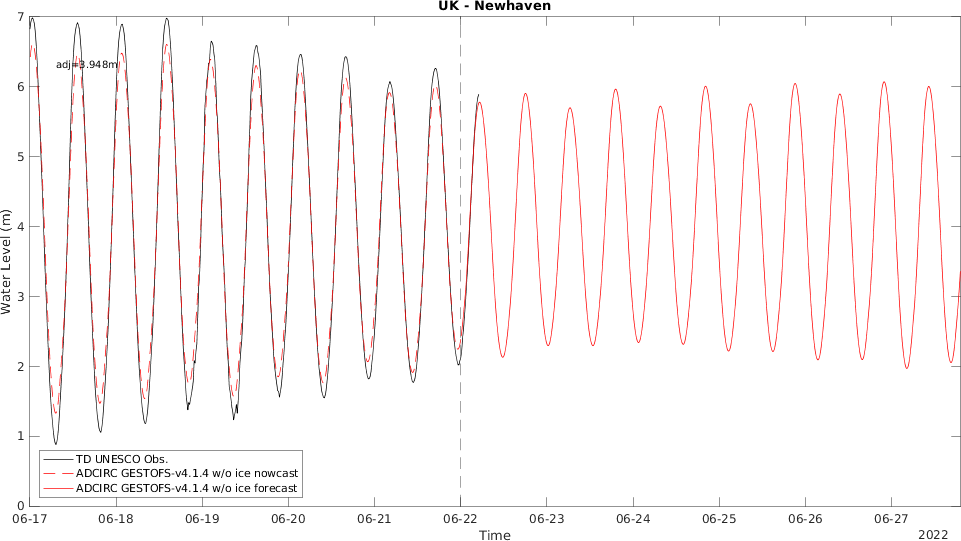 UK - Newhaven
7
6
5
4
3
2
1
0
Water Level (m)
adj=3.948m
TD UNESCO Obs.
ADCIRC GESTOFS-v4.1.4 w/o ice nowcast
ADCIRC GESTOFS-v4.1.4 w/o ice forecast
06-17 06-18 06-19 06-20 06-21 06-22 06-23 06-24 06-25 06-26 06-27
Time
2022